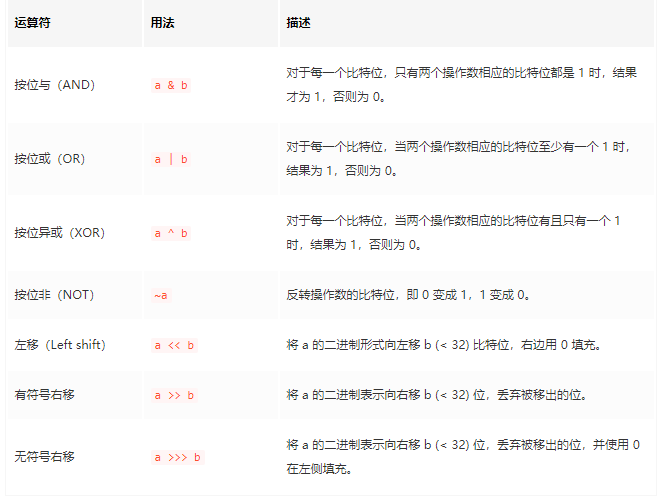 运算符 用法 描述
按位与（AND） a & b 对于每一个比特位，只有两个操作数相应的比特位都是 1 时，结果
才为 1，否则为 0。
按位或（OR） a | b 对于每一个比特位，当两个操作数相应的比特位至少有一个 1 时，
结果为 1，否则为 0。
按位异或（XOR） a ^ b 对于每一个比特位，当两个操作数相应的比特位有且只有一个 1
时，结果为 1，否则为 0。
按位非（NOT） ~a 反转操作数的比特位，即 0 变成 1，1 变成 0。
左移（Left shift） a << b 将 a 的二进制形式向左移 b (< 32) 比特位，右边用 0 填充。
有符号右移 a >> b 将 a 的二进制表示向右移 b (< 32) 位，丢弃被移出的位。
无符号右移 a >>> b 将 a 的二进制表示向右移 b (< 32) 位，丢弃被移出的位，并使用 0
在左侧填充。